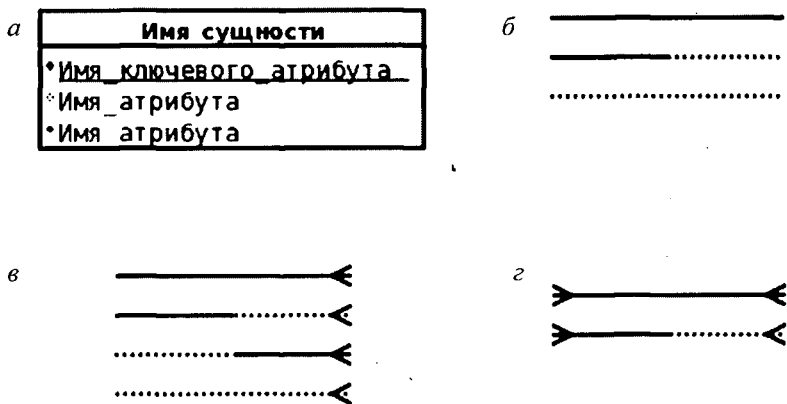 а
Имя сущности
*Имя_ключевого_атрибута
*Имя_атрибута
*Имя_атрибута
б
в
г